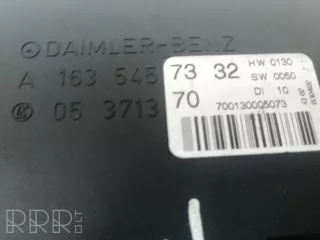 DAIMLER-BENZ
A 163 545 73 32
HW 0130
SW 0050
05 3713 70
DI 10
700130005073
RRR